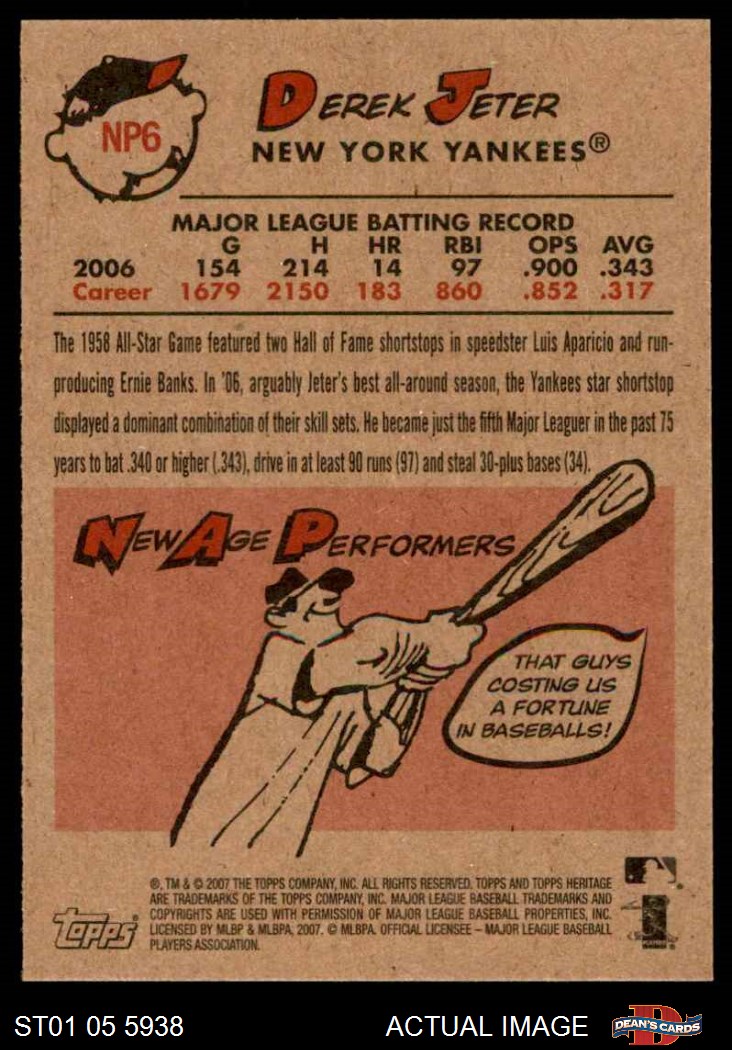 NP6
DEREK JETER
NEW YORK YANKEES®
MAJOR LEAGUE BATTING RECORD
G H HR RBI OPS AVG
2006 154 214 14 97 .900 .343
Career 1679 2150 183 860 .852 .317
The 1958 All-Star Game featured two Hall of Fame shortstops in speedster Luis Aparicio and run-
producing Ernie Banks. In '06, arguably Jeter's best all-around season, the Yankees star shortstop
displayed a dominant combination of their skill sets. He became just the fifth Major Leaguer in the past 75
years to bat .340 or higher (.343), drive in at least 90 runs (97) and steal 30-plus bases (34).
NEW AGE PERFORMERS
THAT GUYS
COSTING US
A FORTUNE
IN BASEBALLS!
®, TM & © 2007 THE TOPPS COMPANY, INC. ALL RIGHTS RESERVED. TOPPS AND TOPPS HERITAGE
ARE TRADEMARKS OF THE TOPPS COMPANY, INC. MAJOR LEAGUE BASEBALL TRADEMARKS AND
COPYRIGHTS ARE USED WITH PERMISSION OF MAJOR LEAGUE BASEBALL PROPERTIES, INC.
LICENSED BY MLBP & MLBPA, 2007. © MLBPA. OFFICIAL LICENSEE – MAJOR LEAGUE BASEBALL
PLAYERS ASSOCIATION.
topps®
ST01 05 5938
ACTUAL IMAGE
DEAN'S CARDS